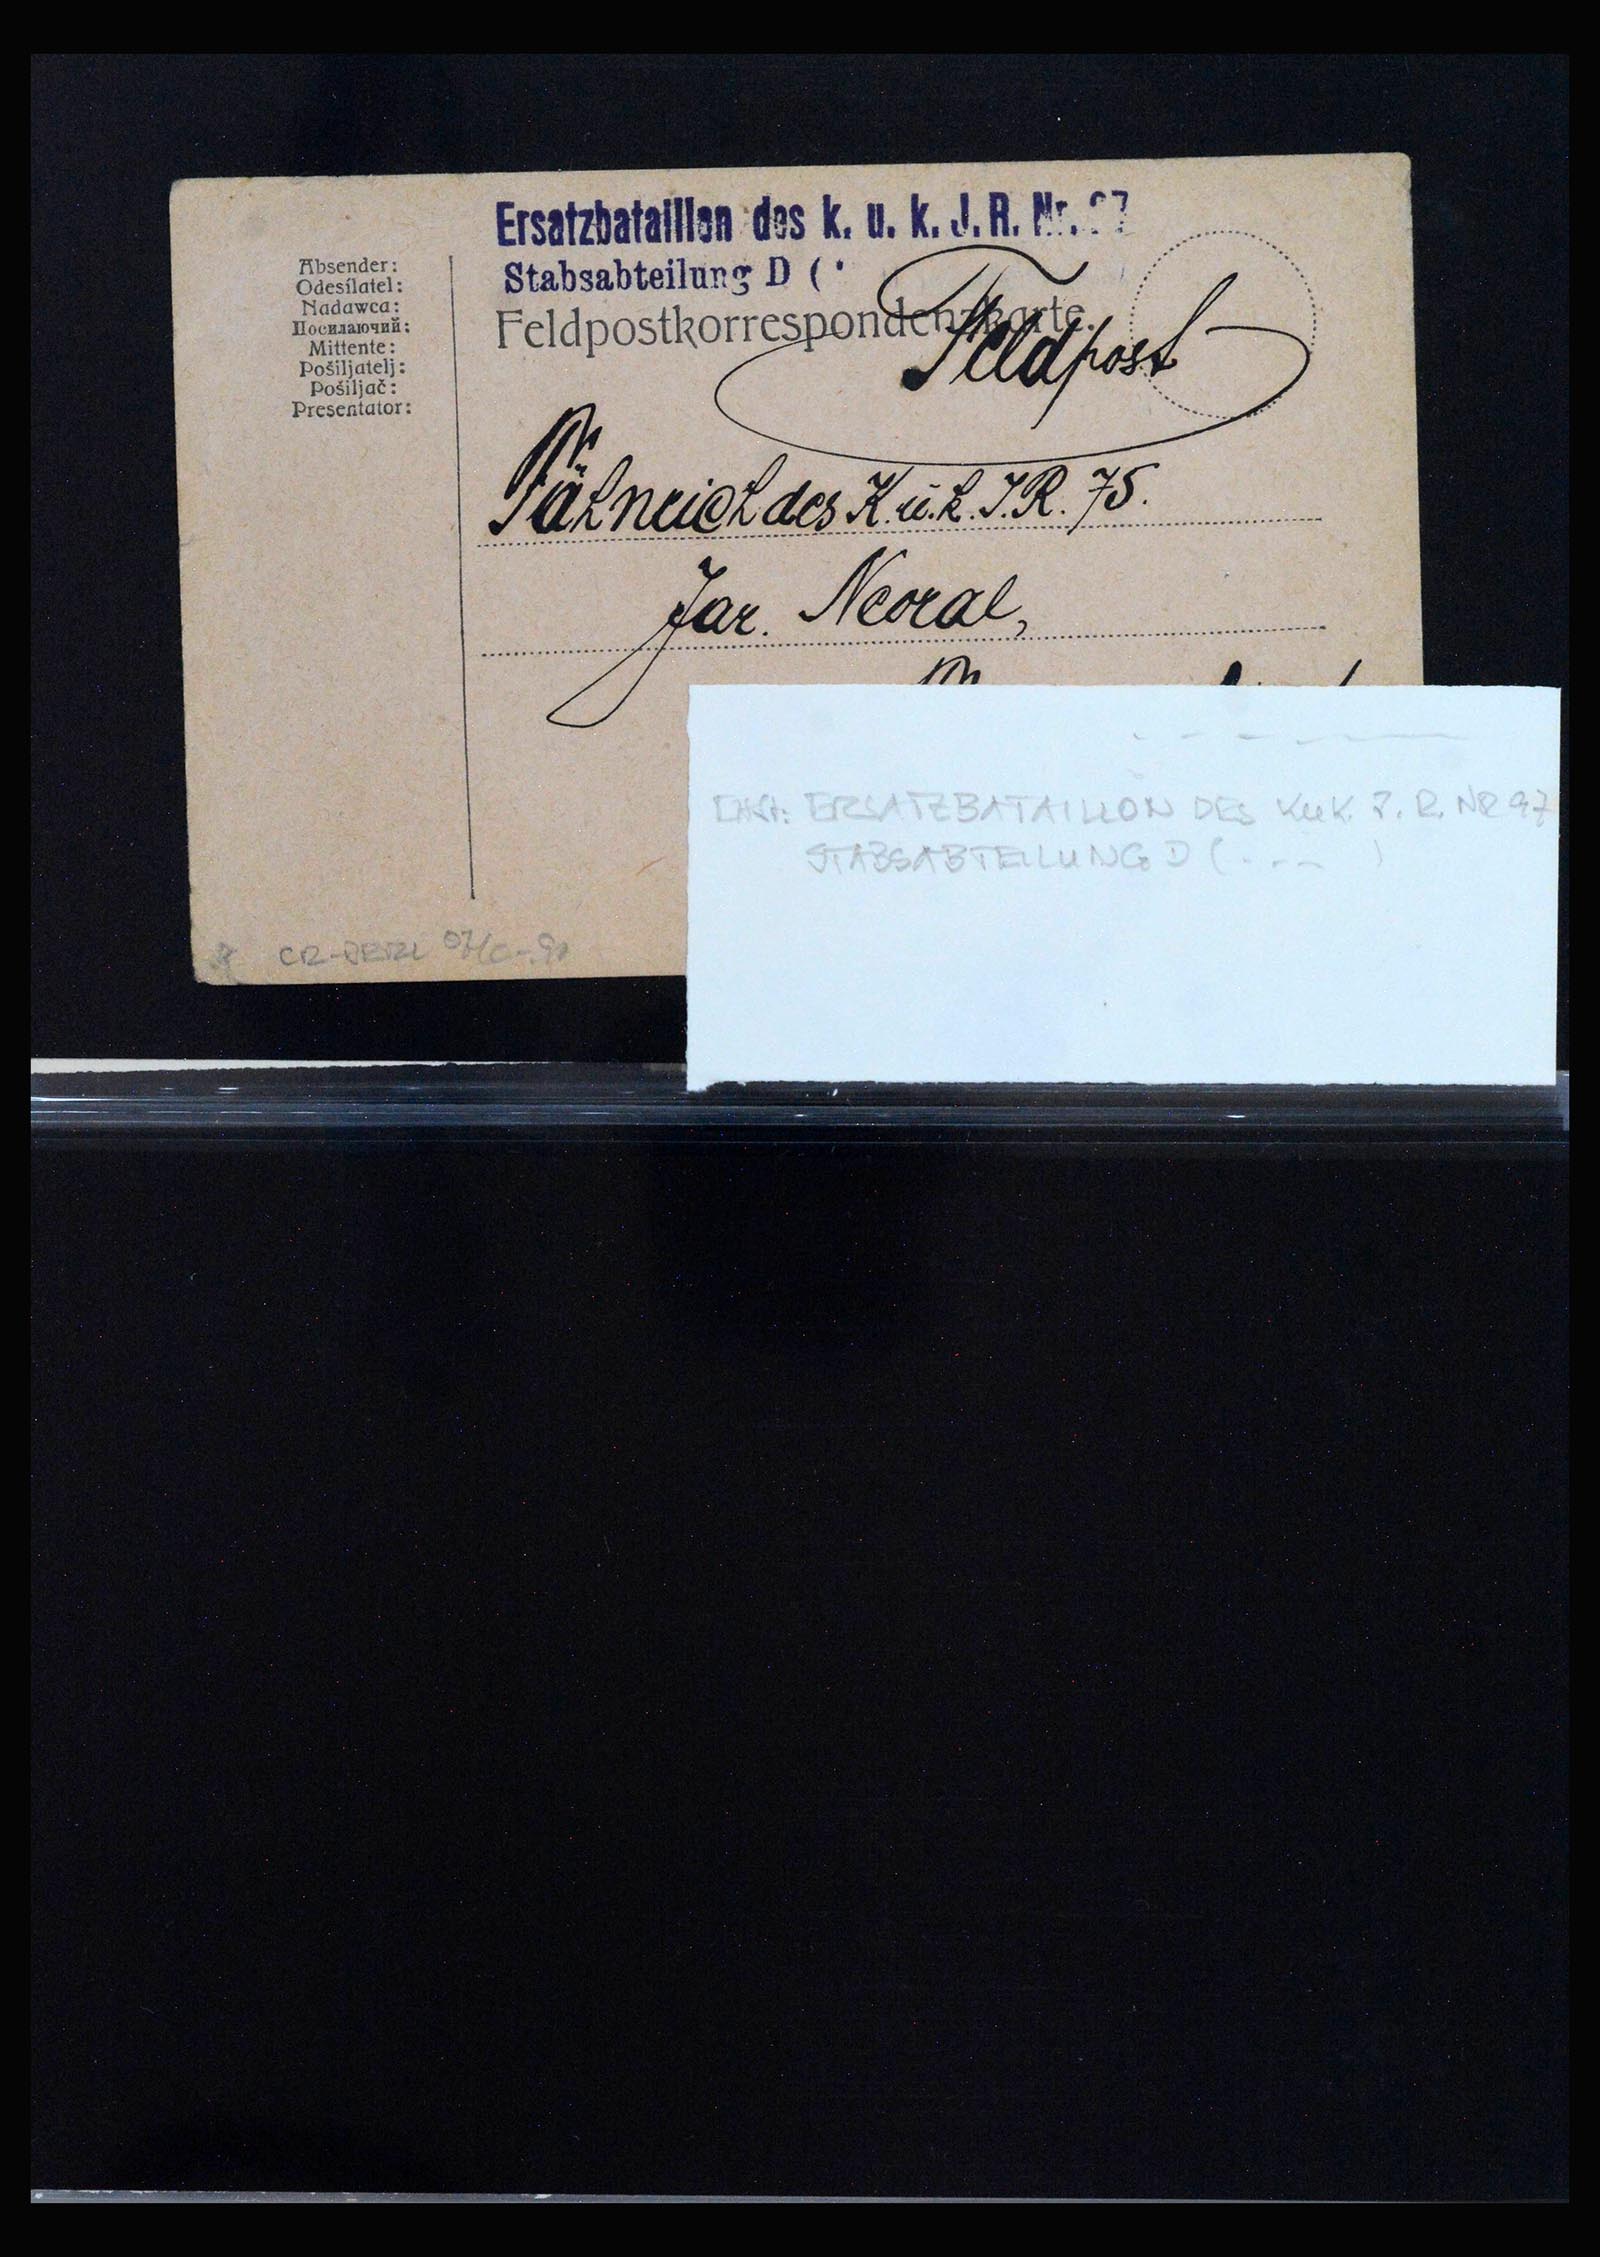 Ersatzbataillon des k. u. k. J. R. Nr. 97
Stabsabteilung D (
Feldpostkorrespondenzkarte.
Absender:
Odesílatel:
Nadawca:
Посилаючий:
Mittente:
Pošiljatelj:
Pošiljač:
Presentator:
Feldpost
Fähnrich des K. u. k. I. R. 75.
Jar. Neoral,
ERSATZBATAILLON DES KuK. I. R. NR 97
STABSABTEILUNG D ( . - - )